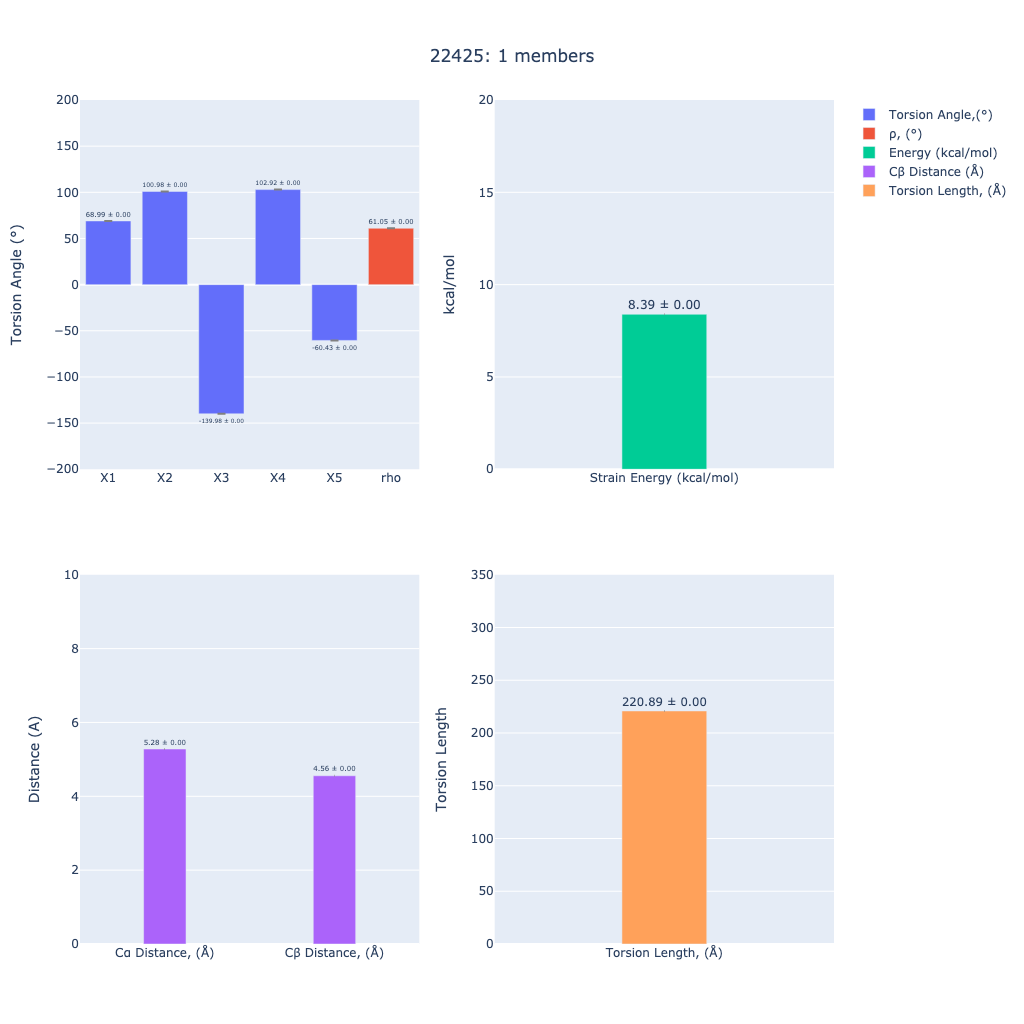 22425: 1 members
Torsion Angle (°)
200
150
100
50
0
−50
−100
−150
−200
68.99 ± 0.00
100.98 ± 0.00
-139.98 ± 0.00
102.92 ± 0.00
-60.43 ± 0.00
61.05 ± 0.00
X1 X2 X3 X4 X5 rho
kcal/mol
20
15
10
5
0
8.39 ± 0.00
Strain Energy (kcal/mol)
Torsion Angle,(°)
ρ, (°)
Energy (kcal/mol)
Cβ Distance (Å)
Torsion Length, (Å)
Distance (A)
10
8
6
4
2
0
5.28 ± 0.00
4.56 ± 0.00
Cα Distance, (Å) Cβ Distance, (Å)
Torsion Length
350
300
250
200
150
100
50
0
220.89 ± 0.00
Torsion Length, (Å)